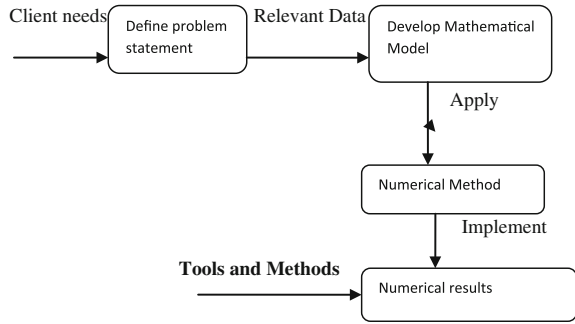 Client needs
Define problem
statement
Relevant Data
Develop Mathematical
Model
Apply
Numerical Method
Implement
Tools and Methods
Numerical results